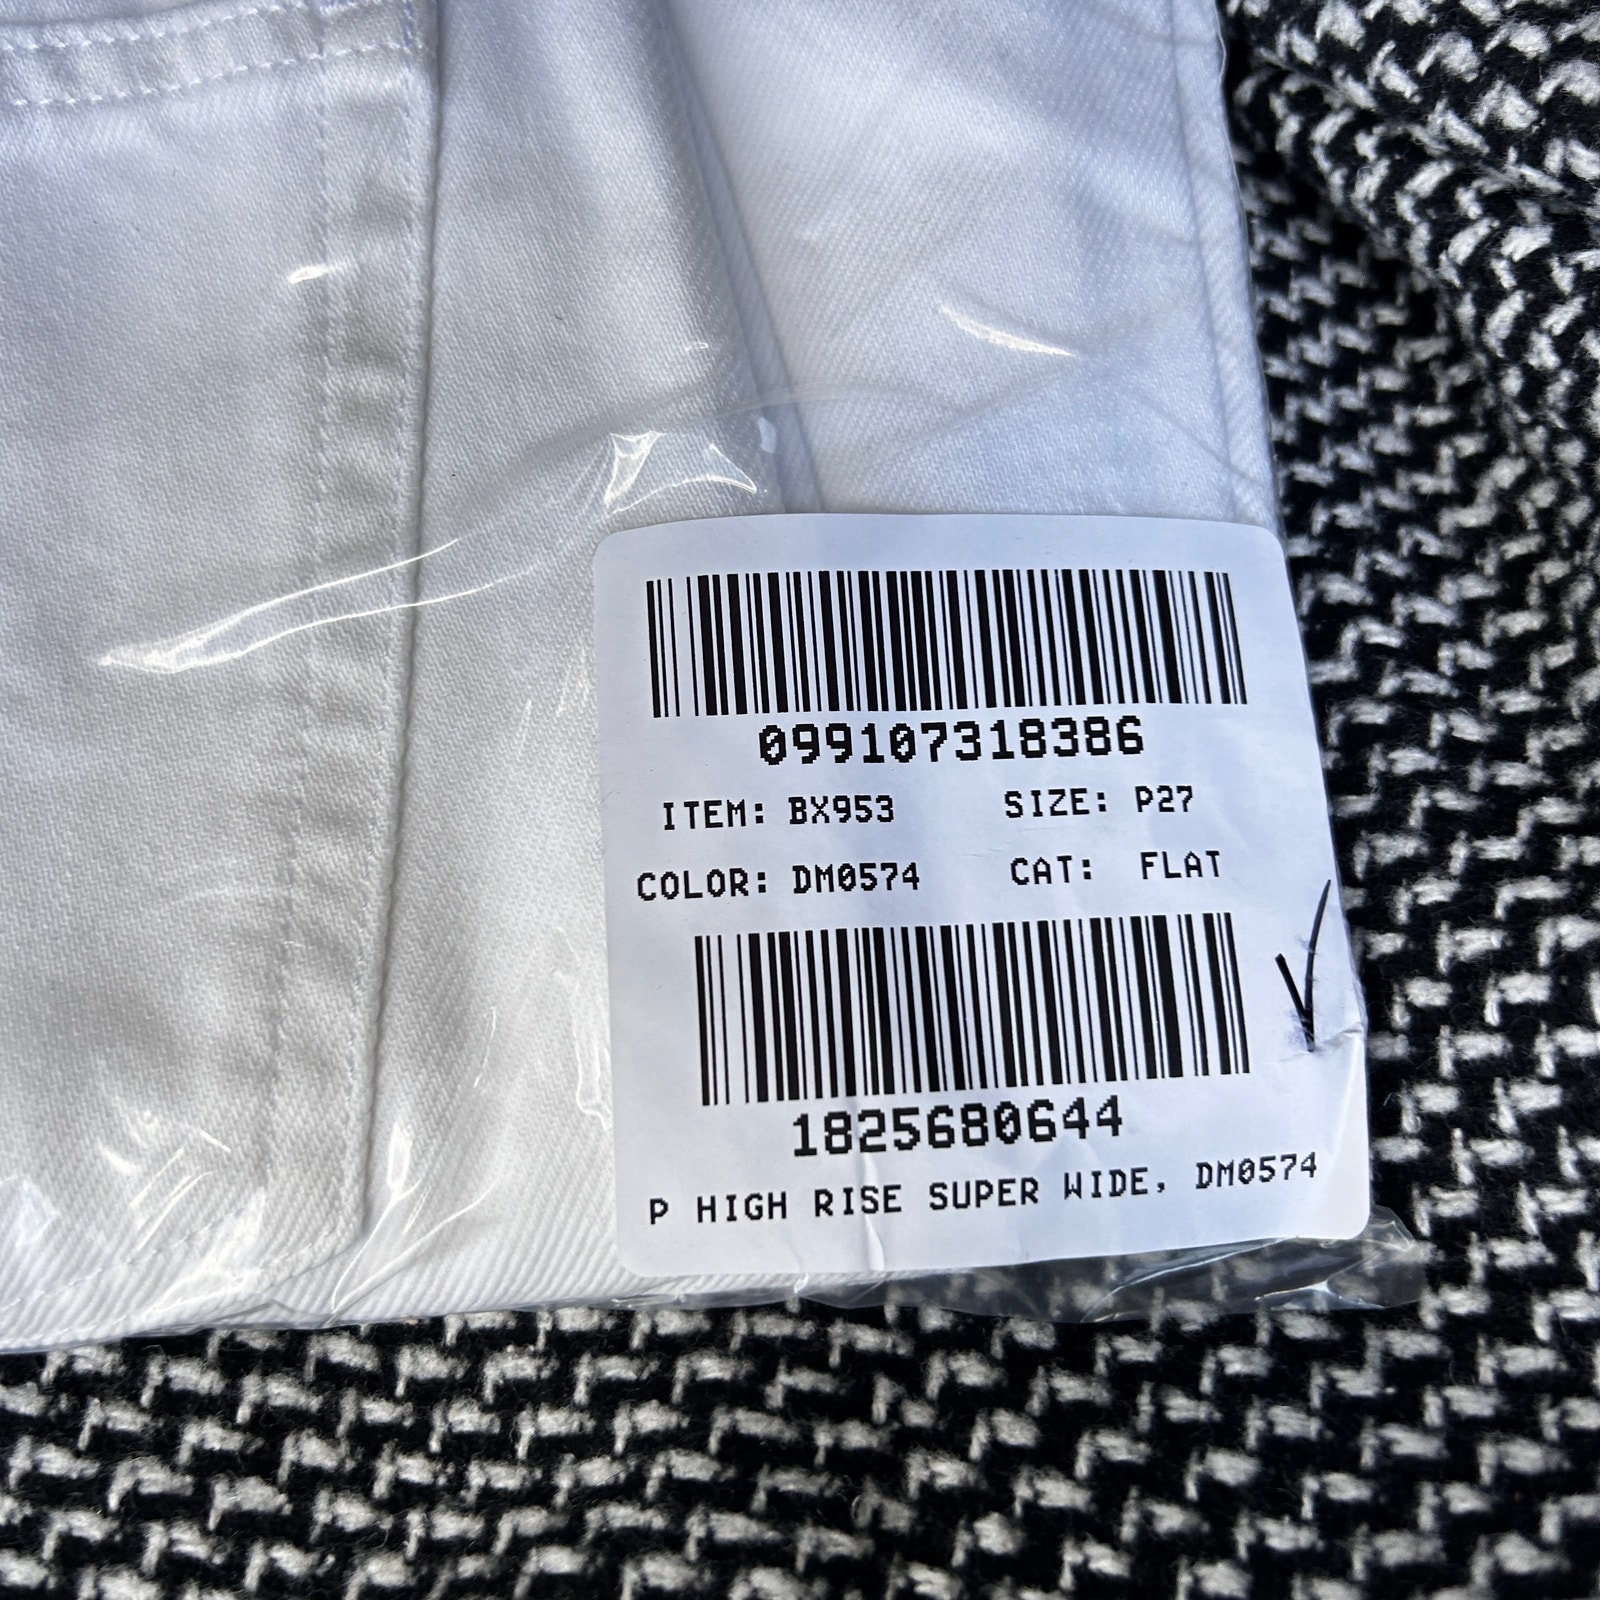 099107318386
ITEM: BX953 SIZE: P27
COLOR: DM0574 CAT: FLAT
1825680644
P HIGH RISE SUPER WIDE, DM0574